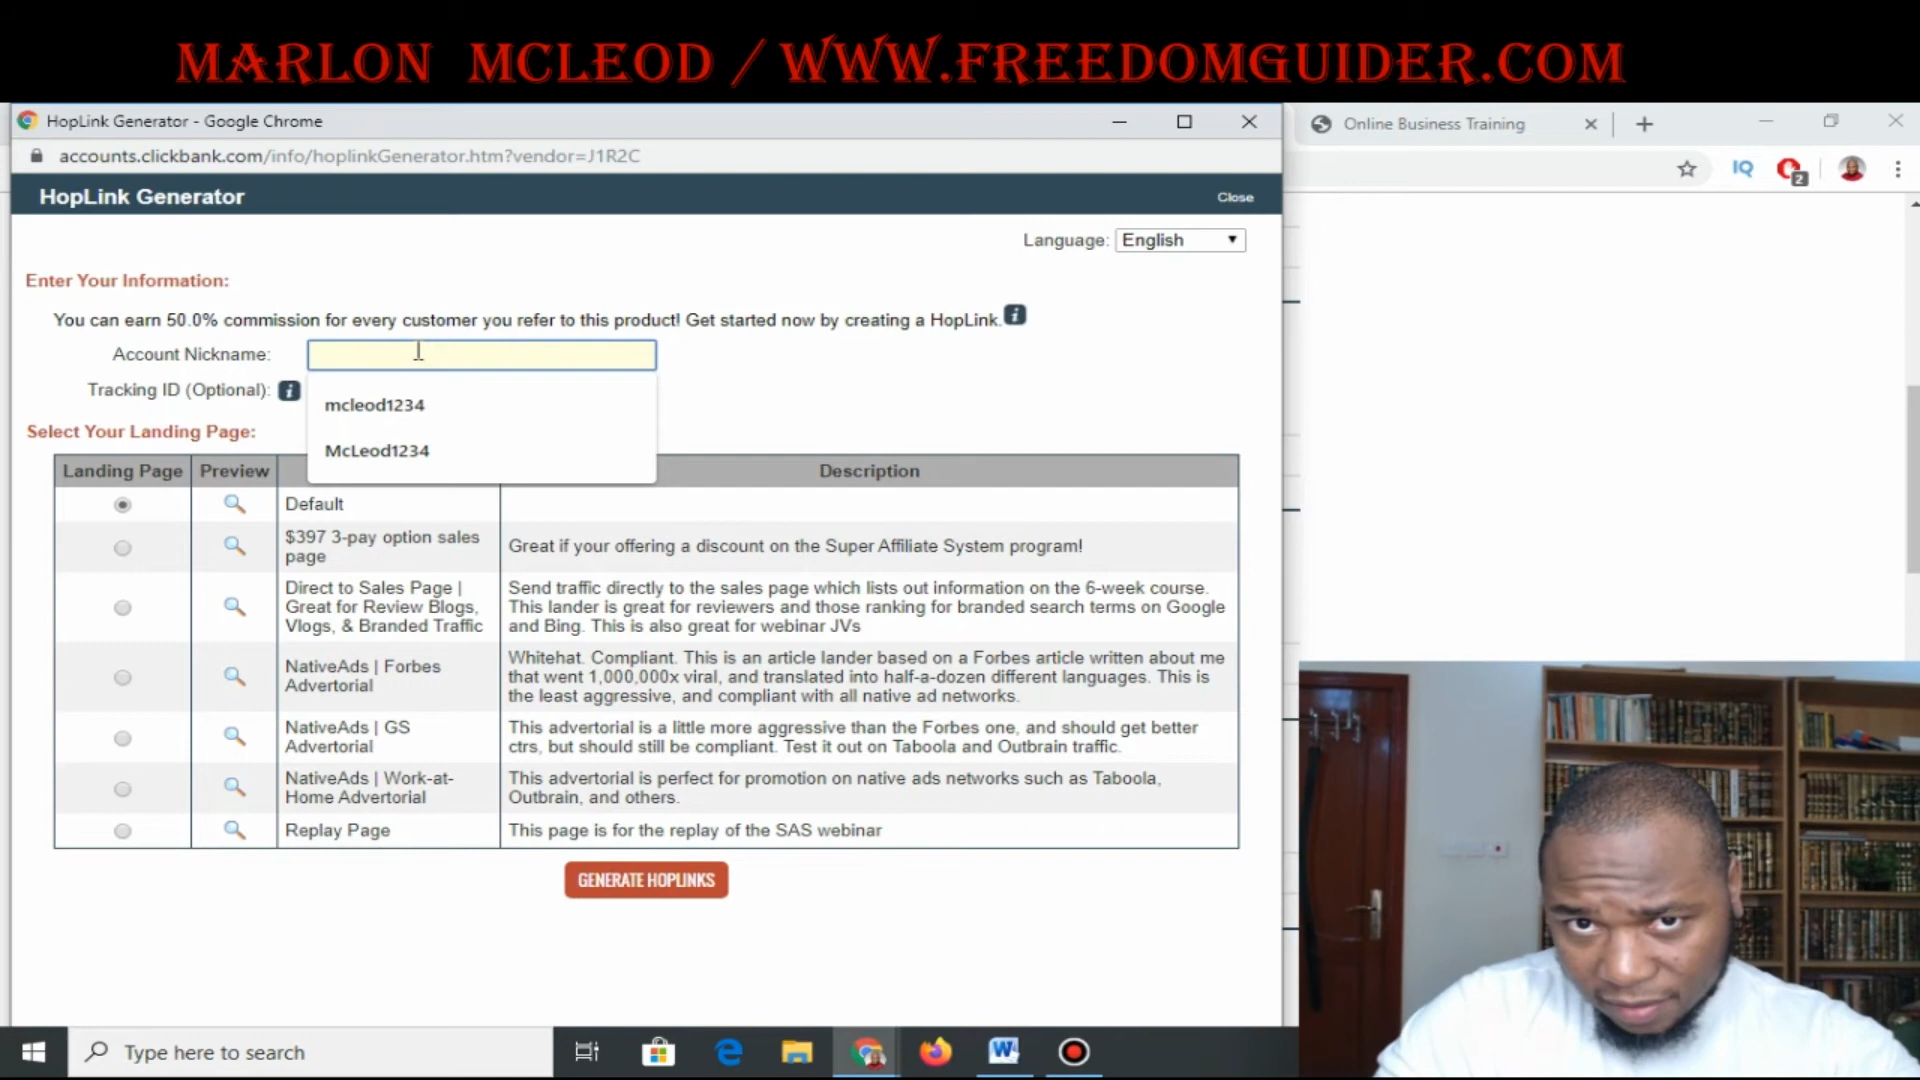 MARLON MCLEOD / WWW.FREEDOMGUIDER.COM
HopLink Generator - Google Chrome
Online Business Training
accounts.clickbank.com/info/hoplinkGenerator.htm?vendor=J1R2C
IQ
2
HopLink Generator
Close
Language: English
Enter Your Information:
You can earn 50.0% commission for every customer you refer to this product! Get started now by creating a HopLink.
Account Nickname:
Tracking ID (Optional):
mcleod1234
McLeod1234
Select Your Landing Page:
Landing Page Preview Description
Default
$397 3-pay option sales page
Great if your offering a discount on the Super Affiliate System program!
Direct to Sales Page |
Great for Review Blogs,
Vlogs, & Branded Traffic
Send traffic directly to the sales page which lists out information on the 6-week course.
This lander is great for reviewers and those ranking for branded search terms on Google
and Bing. This is also great for webinar JVs
NativeAds | Forbes
Advertorial
Whitehat. Compliant. This is an article lander based on a Forbes article written about me
that went 1,000,000x viral, and translated into half-a-dozen different languages. This is
the least aggressive, and compliant with all native ad networks.
NativeAds | GS
Advertorial
This advertorial is a little more aggressive than the Forbes one, and should get better
ctrs, but should still be compliant. Test it out on Taboola and Outbrain traffic.
NativeAds | Work-at-
Home Advertorial
This advertorial is perfect for promotion on native ads networks such as Taboola,
Outbrain, and others.
Replay Page
This page is for the replay of the SAS webinar
GENERATE HOPLINKS
Type here to search